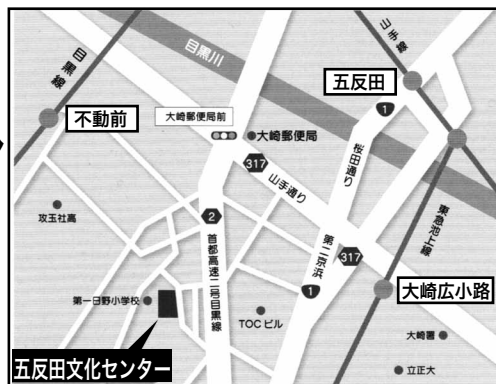 目黒線
目黒川
山手線
五反田
不動前
大崎郵便局前
大崎郵便局
1
317
山手通り
桜田通り
攻玉社高
2
首都高速二号目黒線
第二京浜
317
東急池上線
第一日野小学校
TOCビル
1
大崎広小路
五反田文化センター
大崎署
立正大